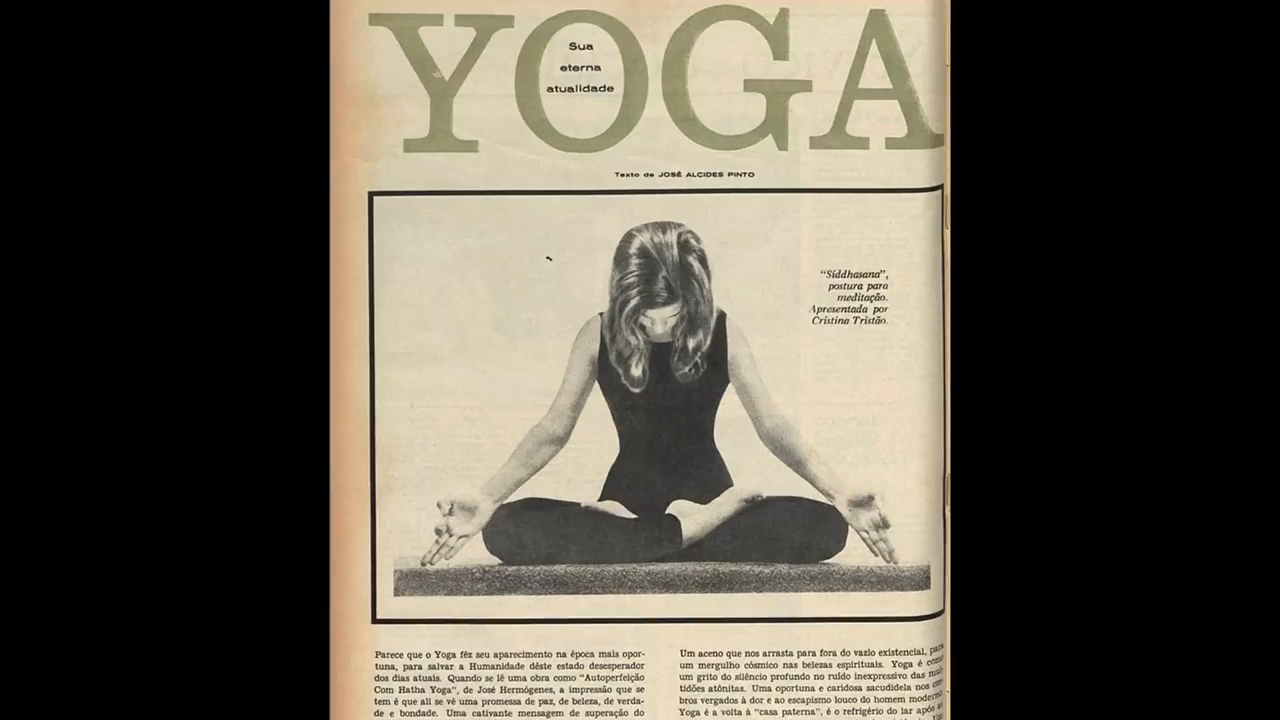 YOGA
Sua
eterna
atualidade
Texto de JOSÉ ALCIDES PINTO
"Siddhasana",
postura para
meditação.
Apresentada por
Cristina Tristão.
Parece que o Yoga fêz seu aparecimento na época mais opor-
tuna, para salvar a Humanidade dêste estado desesperador
dos dias atuais. Quando se lê uma obra como "Autoperfeição
Com Hatha Yoga", de José Hermógenes, a impressão que se
tem é que ali se vê uma promessa de paz, de beleza, de verda-
de e bondade. Uma cativante mensagem de superação do
Um aceno que nos arrasta para fora do vazio existencial, para
um mergulho cósmico nas belezas espirituais. Yoga é como
um grito do silêncio profundo no ruído inexpressivo das mul-
tidões atônitas. Uma oportuna e caridosa sacudidela nos om-
bros vergados à dor e ao escapismo louco do homem moderno
Yoga é a volta à "casa paterna", é o refrigério do lar após